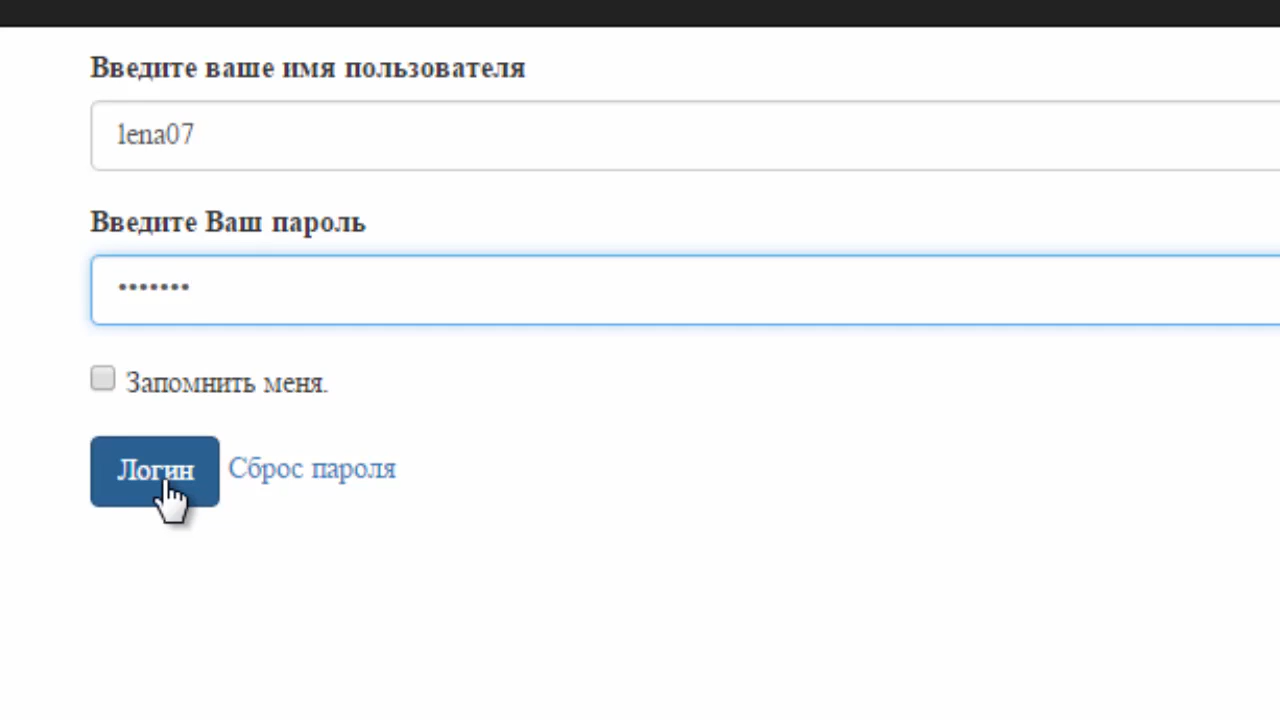 Введите ваше имя пользователя
lena07
Введите Ваш пароль
•••••••
Запомнить меня.
Логин Сброс пароля